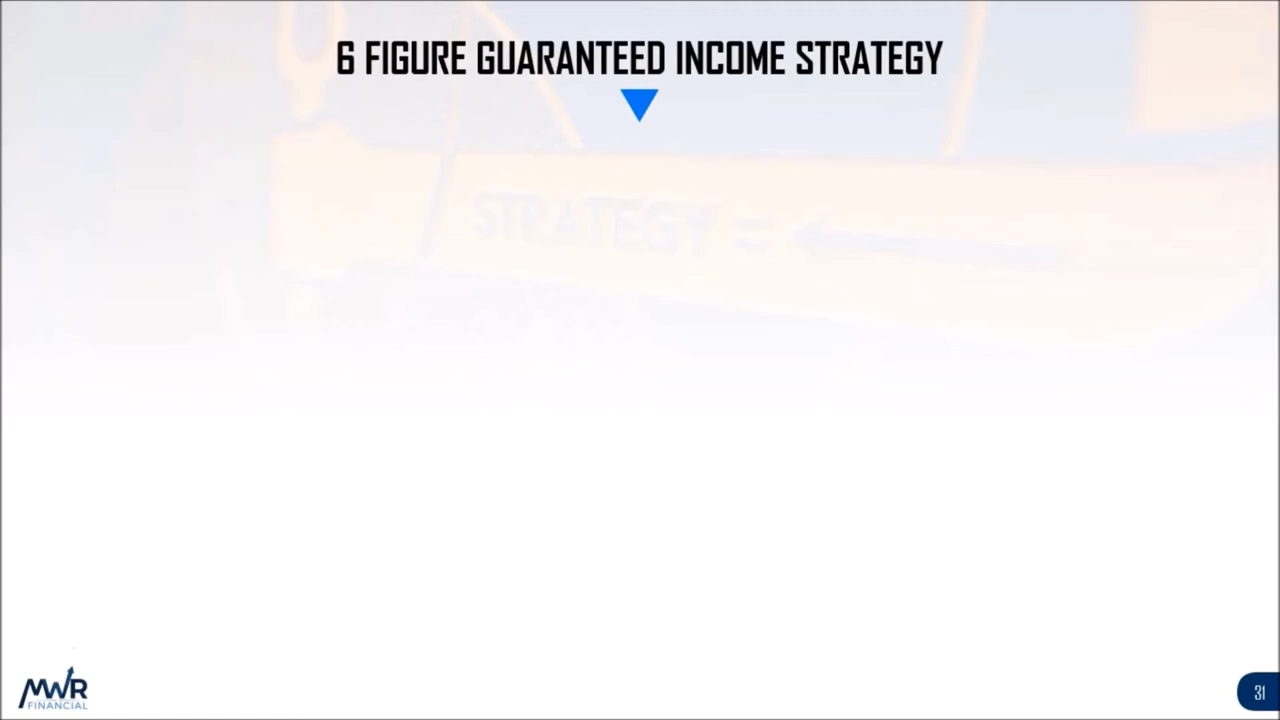 6 FIGURE GUARANTEED INCOME STRATEGY
STRATEGY =
MWR
FINANCIAL
31